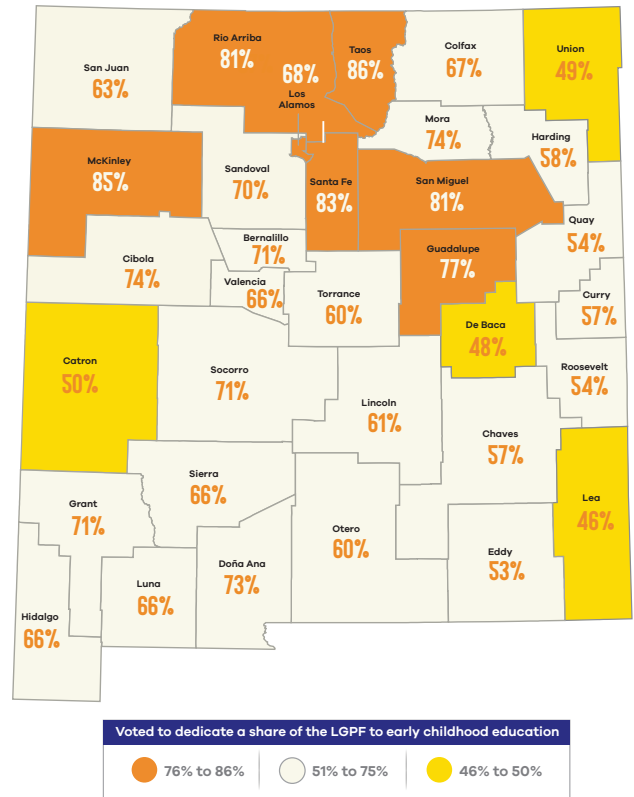 San Juan
63%
Rio Arriba
81%
68%
Los
Alamos
Taos
86%
Colfax
67%
Union
49%
Mora
74%
Harding
58%
McKinley
85%
Sandoval
70%
Santa Fe
83%
San Miguel
81%
Quay
54%
Bernalillo
71%
Guadalupe
77%
Cibola
74%
Valencia
66%
Torrance
60%
Curry
57%
De Baca
48%
Catron
50%
Socorro
71%
Roosevelt
54%
Lincoln
61%
Chaves
57%
Sierra
66%
Lea
46%
Grant
71%
Otero
60%
Doña Ana
73%
Eddy
53%
Luna
66%
Hidalgo
66%
Voted to dedicate a share of the LGPF to early childhood education
76% to 86%
51% to 75%
46% to 50%